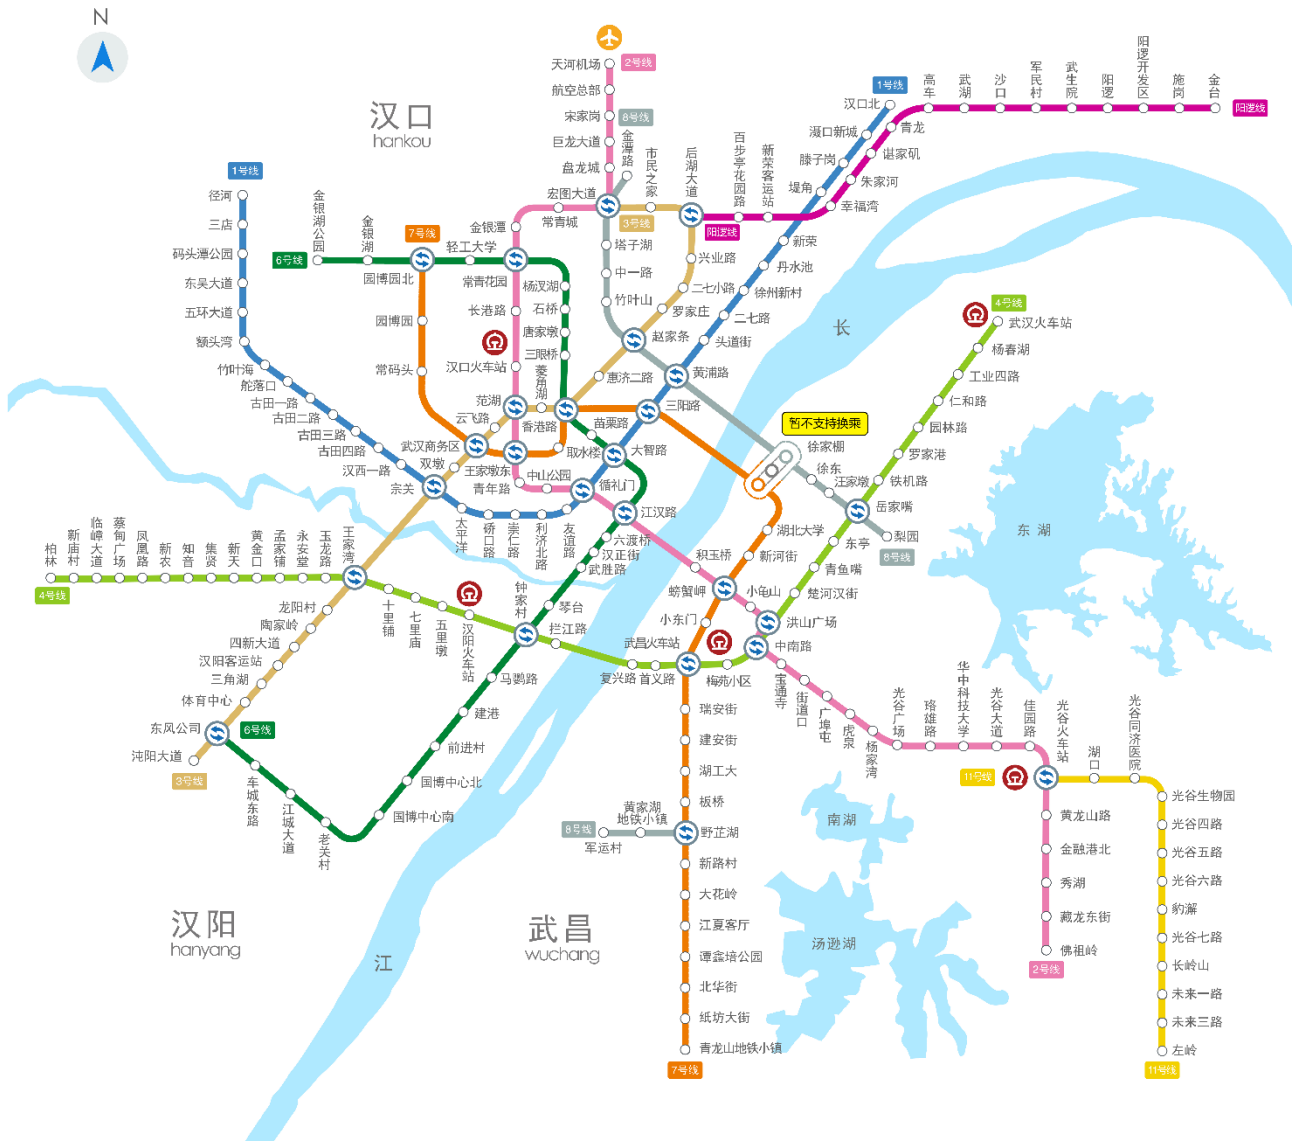 N
汉口
hankou
天河机场
2号线
航空总部
宋家岗
8号线
巨龙大道
金潭路
盘龙城
宏图大道
市民之家
3号线
后湖大道
阳逻线
百步亭花园路
新荣客运站
1号线
汉口北
滠口新城
滕子岗
堤角
新荣
丹水池
徐州新村
二七路
头道街
青龙
谌家矶
朱家河
幸福湾
高车
武湖
沙口
军民村
武生院
阳逻
阳逻开发区
施岗
金台
阳逻线
1号线
径河
三店
码头潭公园
东吴大道
五环大道
额头湾
竹叶海
舵落口
古田一路
古田二路
古田三路
古田四路
汉西一路
宗关
双墩
武汉商务区
云飞路
范湖
6号线
金银湖公园
金银湖
7号线
园博园北
轻工大学
金银潭
常青城
常青花园
杨汊湖
石桥
唐家墩
三眼桥
长港路
汉口火车站
园博园
常码头
菱角湖
香港路
塔子湖
中一路
竹叶山
兴业路
二七小路
罗家庄
赵家条
惠济二路
黄浦路
三阳路
苗栗路
大智路
取水楼
王家墩东
青年路
中山公园
循礼门
江汉路
太平洋
硚口路
崇仁路
利济北路
友谊路
六渡桥
汉正街
武胜路
琴台
长
暂不支持换乘
徐家棚
徐东
汪家墩
岳家嘴
梨园
8号线
4号线
武汉火车站
杨春湖
工业四路
仁和路
园林路
罗家港
铁机路
东亭
青鱼嘴
楚河汉街
洪山广场
中南路
东湖
湖北大学
新河街
积玉桥
螃蟹岬
小龟山
小东门
武昌火车站
梅苑小区
首义路
复兴路
拦江路
钟家村
汉阳火车站
五里墩
七里庙
十里铺
王家湾
玉龙路
永安堂
孟家铺
黄金口
新天
集贤
知音
新农
凤凰路
蔡甸广场
临嶂大道
新庙村
柏林
4号线
龙阳村
陶家岭
四新大道
汉阳客运站
三角湖
体育中心
东风公司
6号线
沌阳大道
3号线
车城东路
江城大道
老关村
国博中心南
国博中心北
前进村
建港
马鹦路
宝通寺
街道口
广埠屯
虎泉
杨家湾
光谷广场
珞雄路
华中科技大学
光谷大道
佳园路
光谷火车站
湖口
光谷同济医院
11号线
光谷生物园
光谷四路
光谷五路
光谷六路
豹澥
光谷七路
长岭山
未来一路
未来三路
左岭
11号线
黄龙山路
金融港北
秀湖
藏龙东街
佛祖岭
2号线
瑞安街
建安街
湖工大
板桥
野芷湖
黄家湖
地铁小镇
8号线
军运村
新路村
大花岭
江夏客厅
谭鑫培公园
北华街
纸坊大街
青龙山地铁小镇
7号线
南湖
汤逊湖
汉阳
hanyang
武昌
wuchang
江